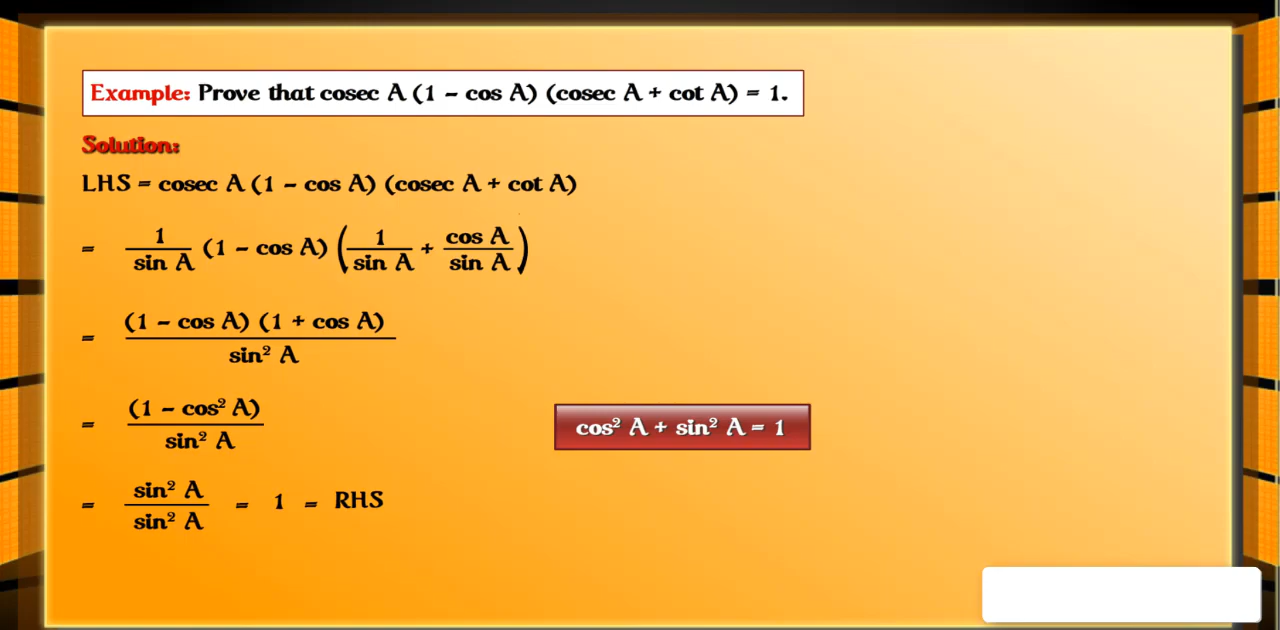 Example: Prove that cosec A (1 – cos A) (cosec A + cot A) = 1.
Solution:
LHS = cosec A (1 – cos A) (cosec A + cot A)
= 1/sin A (1 – cos A) (1/sin A + cos A/sin A)
= (1 – cos A) (1 + cos A)/sin² A
= (1 – cos² A)/sin² A
cos² A + sin² A = 1
= sin² A/sin² A = 1 = RHS